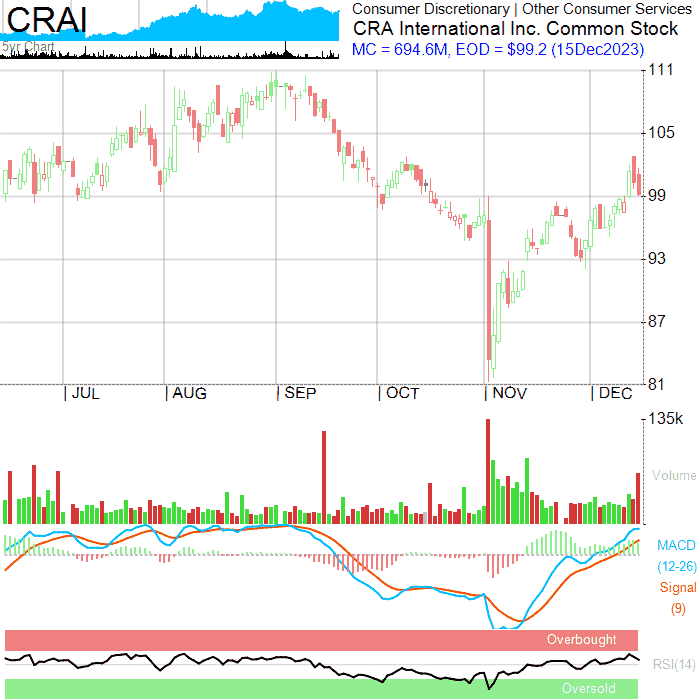 CRAI
5yr Chart
Consumer Discretionary | Other Consumer Services
CRA International Inc. Common Stock
MC = 694.6M, EOD = $99.2 (15Dec2023)
111
105
99
93
87
81
| JUL | AUG | SEP | OCT | NOV | DEC
135k
Volume
MACD
(12-26)
Signal
(9)
Overbought
RSI(14)
Oversold